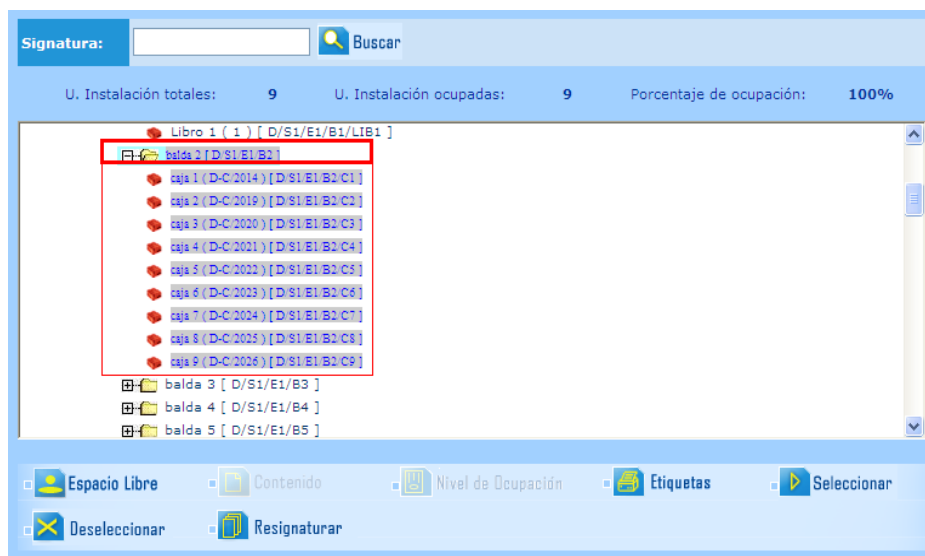 Signatura: Buscar
U. Instalación totales: 9 U. Instalación ocupadas: 9 Porcentaje de ocupación: 100%
Libro 1 ( 1 ) [ D/S1/E1/B1/LIB1 ]
balda 2 [ D/S1/E1/B2 ]
caja 1 ( D-C/2014 ) [ D/S1/E1/B2/C1 ]
caja 2 ( D-C/2019 ) [ D/S1/E1/B2/C2 ]
caja 3 ( D-C/2020 ) [ D/S1/E1/B2/C3 ]
caja 4 ( D-C/2021 ) [ D/S1/E1/B2/C4 ]
caja 5 ( D-C/2022 ) [ D/S1/E1/B2/C5 ]
caja 6 ( D-C/2023 ) [ D/S1/E1/B2/C6 ]
caja 7 ( D-C/2024 ) [ D/S1/E1/B2/C7 ]
caja 8 ( D-C/2025 ) [ D/S1/E1/B2/C8 ]
caja 9 ( D-C/2026 ) [ D/S1/E1/B2/C9 ]
balda 3 [ D/S1/E1/B3 ]
balda 4 [ D/S1/E1/B4 ]
balda 5 [ D/S1/E1/B5 ]
Espacio Libre Contenido Nivel de Ocupación Etiquetas Seleccionar
Deseleccionar Resignaturar